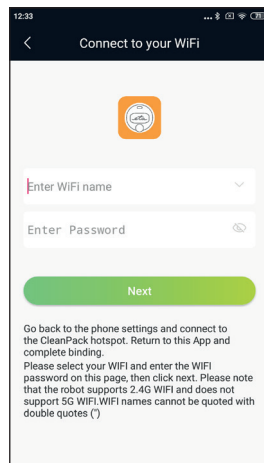 12:33
Connect to your WiFi
Enter WiFi name
Enter Password
Next
Go back to the phone settings and connect to
the CleanPack hotspot. Return to this App and
complete binding.
Please select your WIFI and enter the WIFI
password on this page, then click next. Please note
that the robot supports 2.4G WIFI and does not
support 5G WIFI.WIFI names cannot be quoted with
double quotes (")